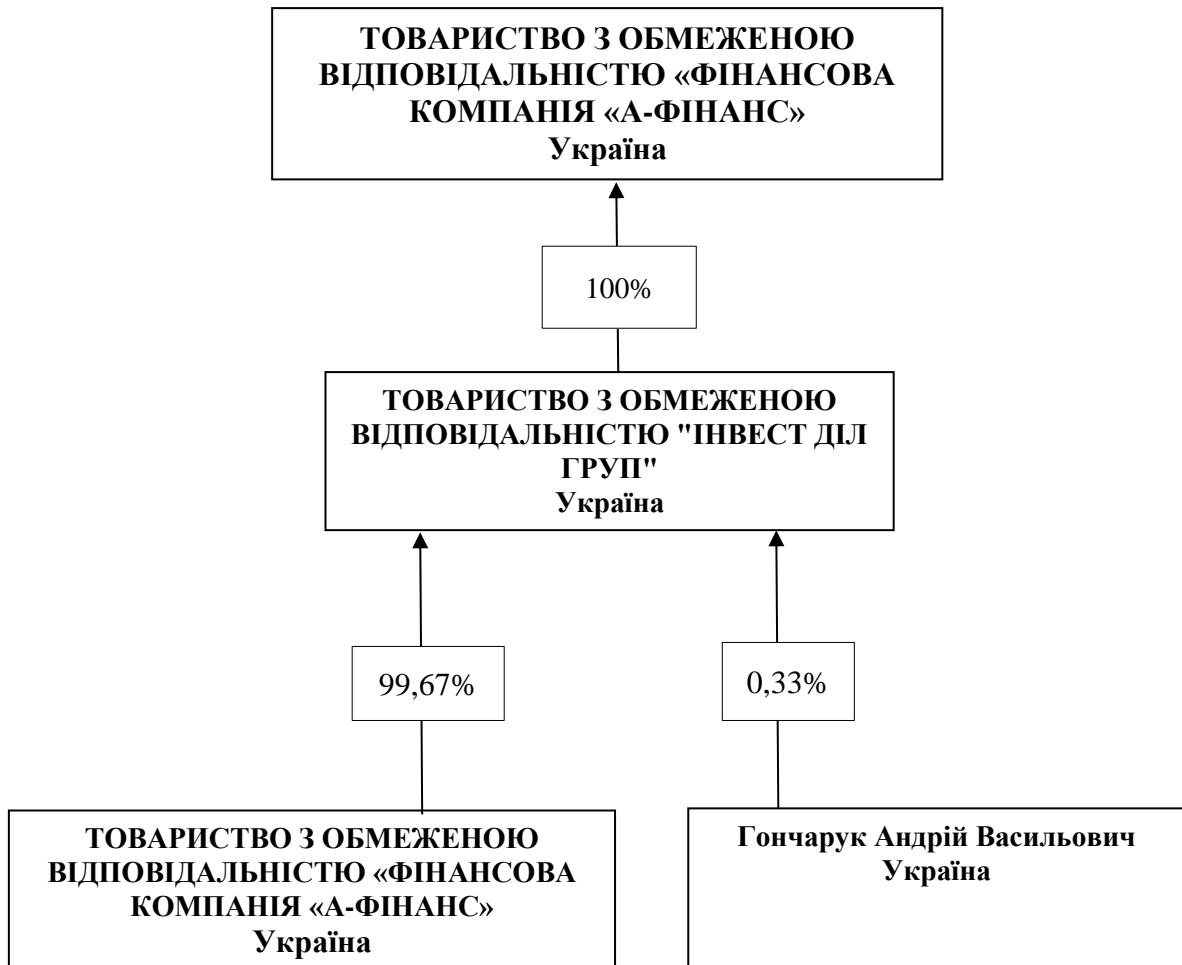 ТОВАРИСТВО З ОБМЕЖЕНОЮ
ВІДПОВІДАЛЬНІСТЮ «ФІНАНСОВА
КОМПАНІЯ «А-ФІНАНС»
Україна
100%
ТОВАРИСТВО З ОБМЕЖЕНОЮ
ВІДПОВІДАЛЬНІСТЮ "ІНВЕСТ ДІЛ
ГРУП"
Україна
99,67%
0,33%
ТОВАРИСТВО З ОБМЕЖЕНОЮ
ВІДПОВІДАЛЬНІСТЮ «ФІНАНСОВА
КОМПАНІЯ «А-ФІНАНС»
Україна
Гончарук Андрій Васильович
Україна